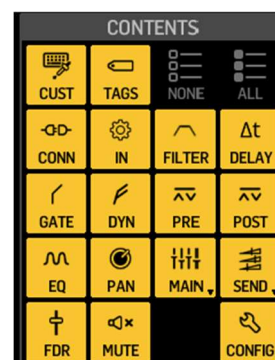 CONTENTS
CUST TAGS NONE ALL
CONN IN FILTER DELAY
Δt
GATE DYN PRE POST
EQ PAN MAIN SEND
FDR MUTE CONFIG